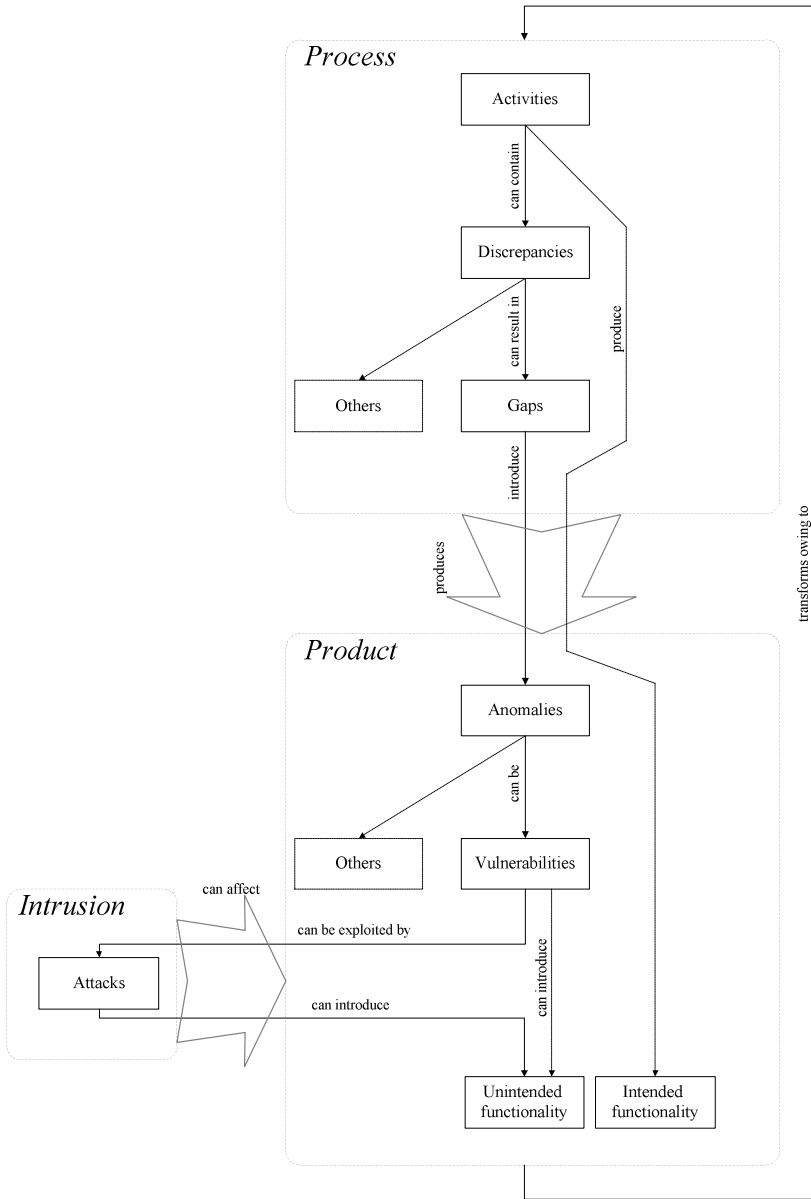 Process
Activities
can contain
Discrepancies
can result in
produce
Others
Gaps
introduce
produces
transforms owing to
Product
Anomalies
can be
Others
Vulnerabilities
can affect
Intrusion
can be exploited by
Attacks
can introduce
can introduce
Unintended
functionality
Intended
functionality